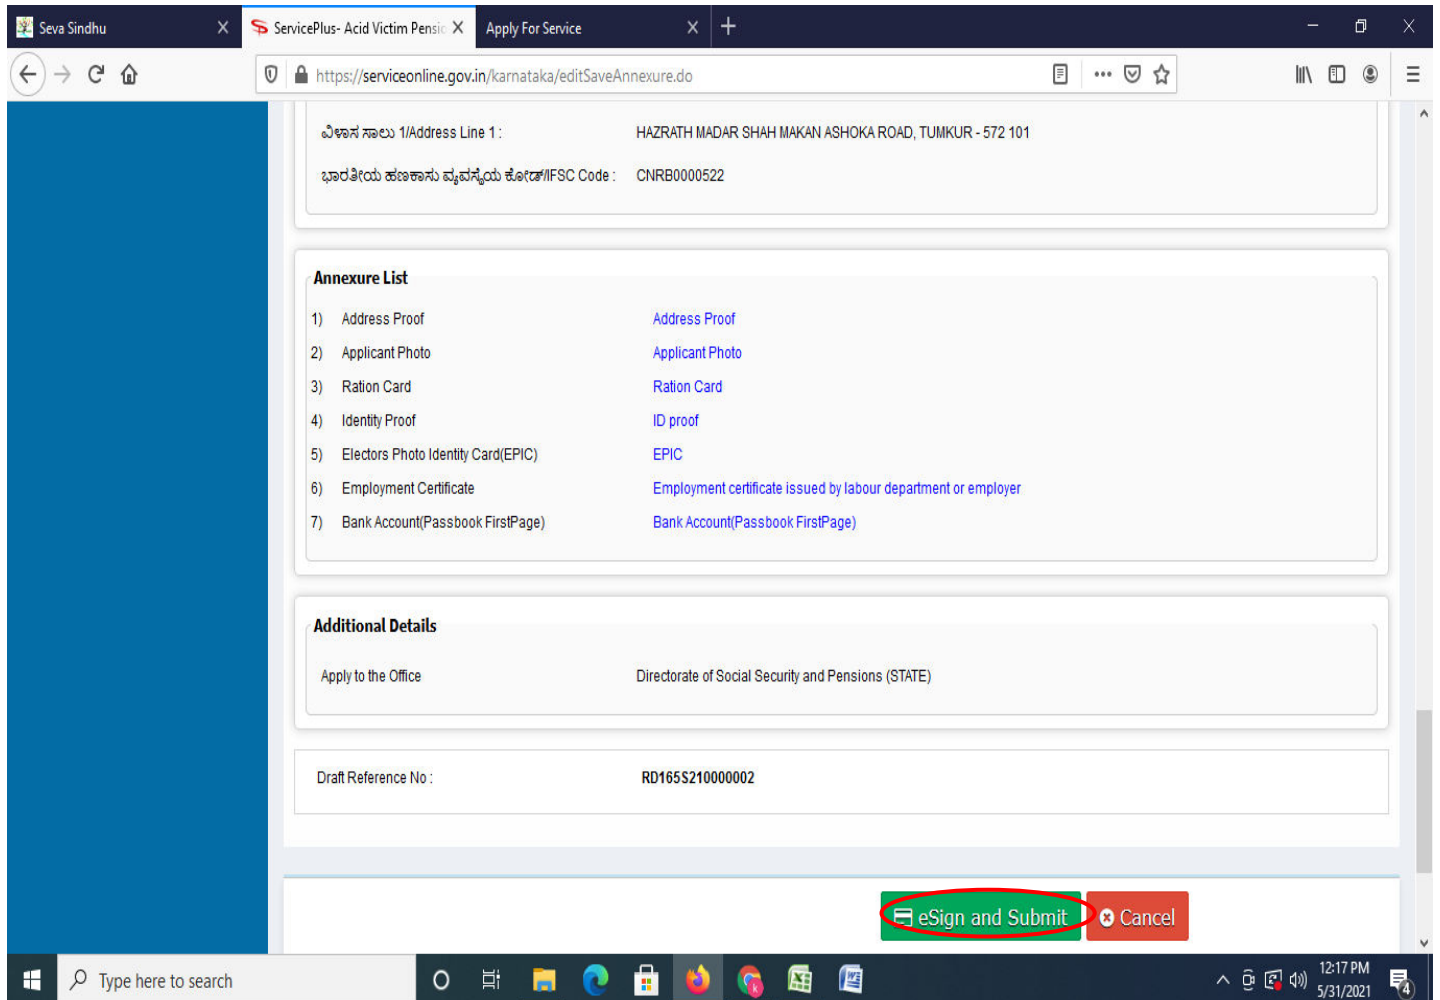 Seva Sindhu
ServicePlus- Acid Victim Pensic
Apply For Service
https://serviceonline.gov.in/karnataka/editSaveAnnexure.do
ವಿಳಾಸ ಸಾಲು 1/Address Line 1 : HAZRATH MADAR SHAH MAKAN ASHOKA ROAD, TUMKUR - 572 101
ಭಾರತೀಯ ಹಣಕಾಸು ವ್ಯವಸ್ಥೆಯ ಕೋಡ್/IFSC Code : CNRB0000522
Annexure List
1) Address Proof Address Proof
2) Applicant Photo Applicant Photo
3) Ration Card Ration Card
4) Identity Proof ID proof
5) Electors Photo Identity Card(EPIC) EPIC
6) Employment Certificate Employment certificate issued by labour department or employer
7) Bank Account(Passbook FirstPage) Bank Account(Passbook FirstPage)
Additional Details
Apply to the Office Directorate of Social Security and Pensions (STATE)
Draft Reference No : RD165S210000002
eSign and Submit Cancel
Type here to search
12:17 PM
5/31/2021
4